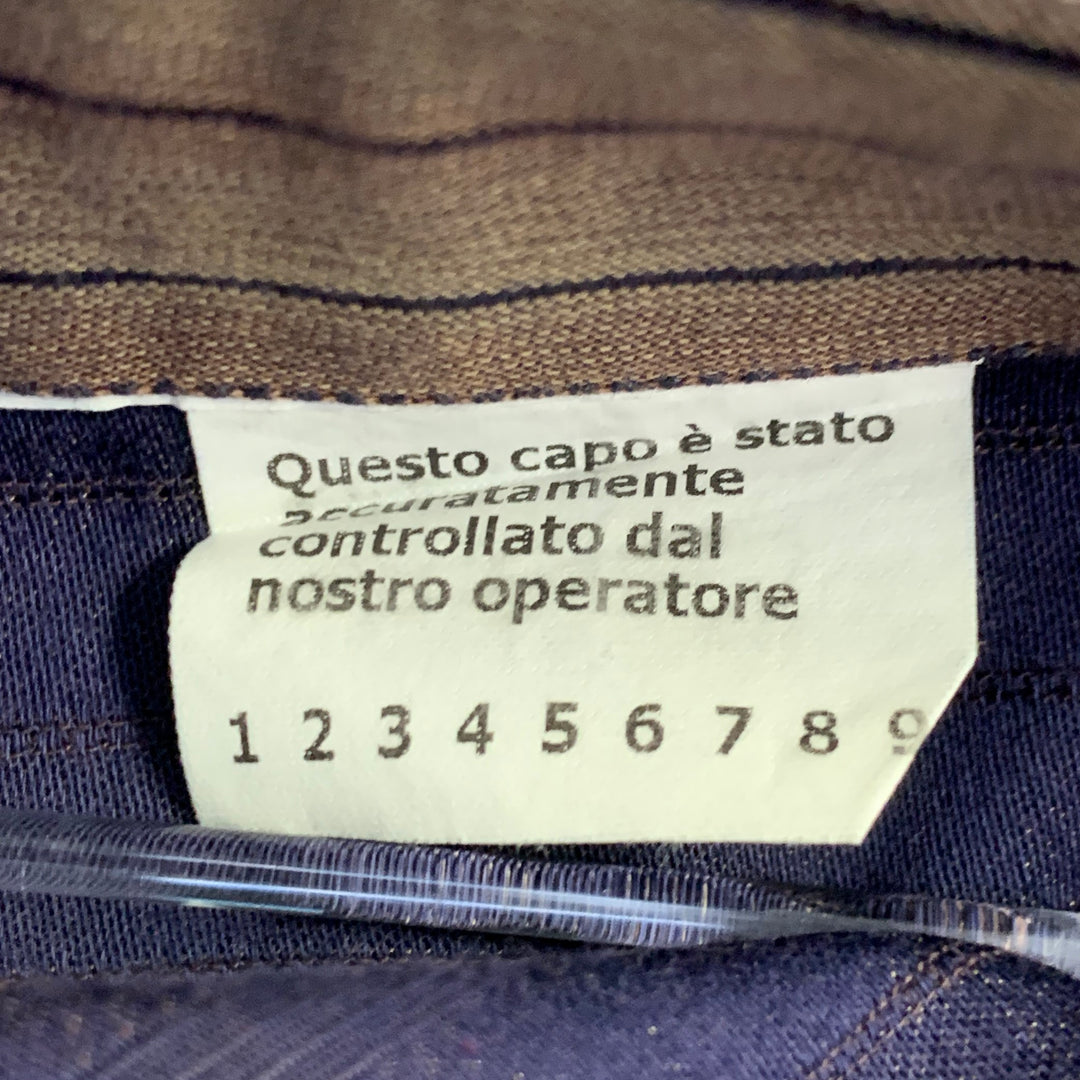 Questo capo è stato
accuratamente
controllato dal
nostro operatore
1 2 3 4 5 6 7 8 9